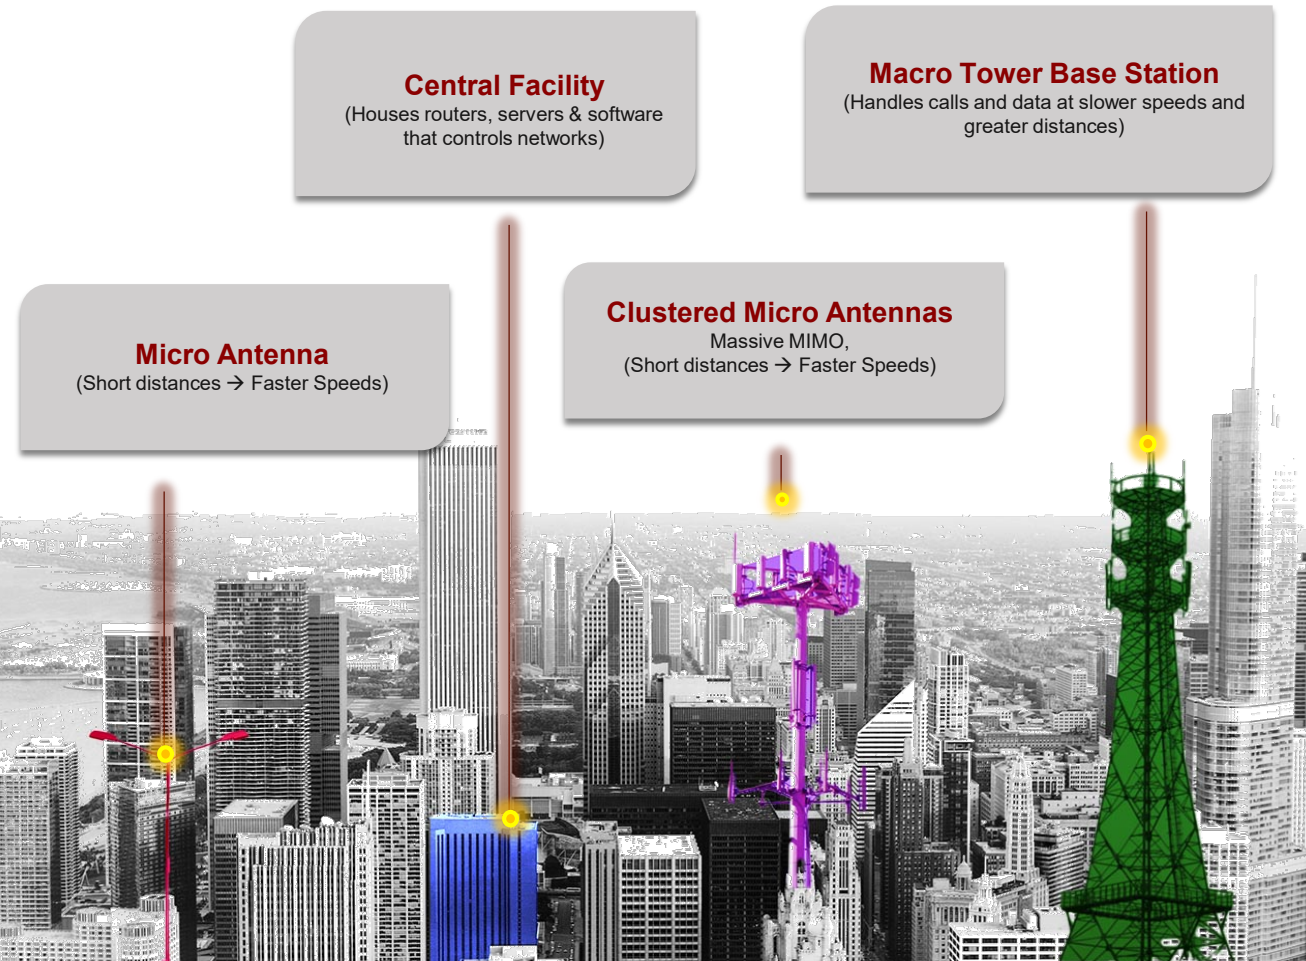 Central Facility
(Houses routers, servers & software
that controls networks)
Macro Tower Base Station
(Handles calls and data at slower speeds and
greater distances)
Micro Antenna
(Short distances → Faster Speeds)
Clustered Micro Antennas
Massive MIMO,
(Short distances → Faster Speeds)